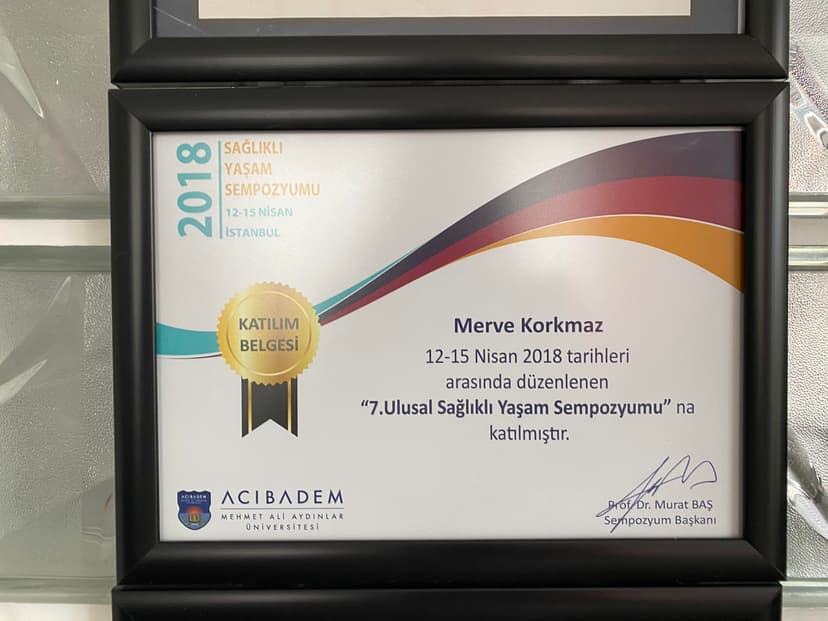 2018
SAĞLIKLI
YAŞAM
SEMPOZYUMU
12-15 NİSAN
İSTANBUL
KATILIM
BELGESİ
Merve Korkmaz
12-15 Nisan 2018 tarihleri
arasında düzenlenen
“7.Ulusal Sağlıklı Yaşam Sempozyumu” na
katılmıştır.
ACIBADEM
ACIBADEM
MEHMET ALİ AYDINLAR
ÜNİVERSİTESİ
Prof. Dr. Murat BAŞ
Sempozyum Başkanı